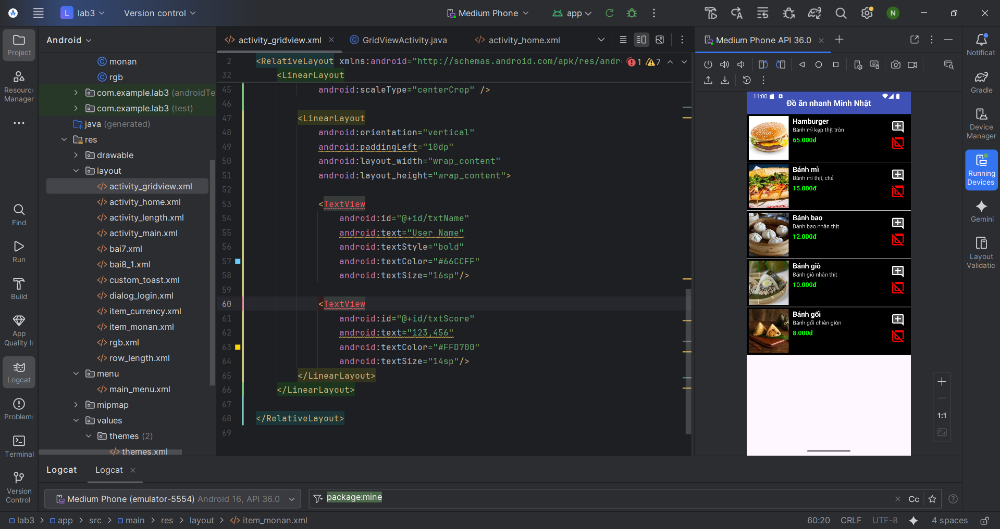 L lab3
Version control
Medium Phone
app
N
Project
Resource
Manager
Find
Run
Build
App
Quality I
Logcat
Problems
Terminal
Version
Control
Android
monan
rgb
com.example.lab3 (androidTe
com.example.lab3 (test)
java (generated)
res
drawable
layout
activity_gridview.xml
activity_home.xml
activity_length.xml
activity_main.xml
bai7.xml
bai8_1.xml
custom_toast.xml
dialog_login.xml
item_currency.xml
item_monan.xml
rgb.xml
row_length.xml
menu
main_menu.xml
mipmap
values
themes (2)
themes.xml
activity_gridview.xml
GridViewActivity.java
activity_home.xml
1 7
2 <RelativeLayout xmlns:android="http://schemas.android.com/apk/res/andr
32 <LinearLayout
45 android:scaleType="centerCrop" />
46
47 <LinearLayout
48 android:orientation="vertical"
49 android:paddingLeft="10dp"
50 android:layout_width="wrap_content"
51 android:layout_height="wrap_content">
52
53 <TextView
54 android:id="@+id/txtName"
55 android:text="User Name"
56 android:textStyle="bold"
57 android:textColor="#66CCFF"
58 android:textSize="16sp"/>
59
60 <TextView
61 android:id="@+id/txtScore"
62 android:text="123,456"
63 android:textColor="#FFD700"
64 android:textSize="14sp"/>
65 </LinearLayout>
66 </LinearLayout>
67
68 </RelativeLayout>
69
Medium Phone API 36.0
11:00
Đồ ăn nhanh Minh Nhật
Hamburger
Bánh mì kẹp thịt tròn
65.000đ
Bánh mì
Bánh mì thịt, chả
15.000đ
Bánh bao
Bánh bao nhân thịt
12.000đ
Bánh giò
Bánh giò nhân thịt
10.000đ
Bánh gối
Bánh gối chiên giòn
8.000đ
1:1
Notificat
Gradle
Device
Manager
Running
Devices
Gemini
Layout
Validatio
Logcat
Logcat
Medium Phone (emulator-5554) Android 16, API 36.0
package:mine
Cc
lab3 > app > src > main > res > layout > item_monan.xml
60:20 CRLF UTF-8 4 spaces